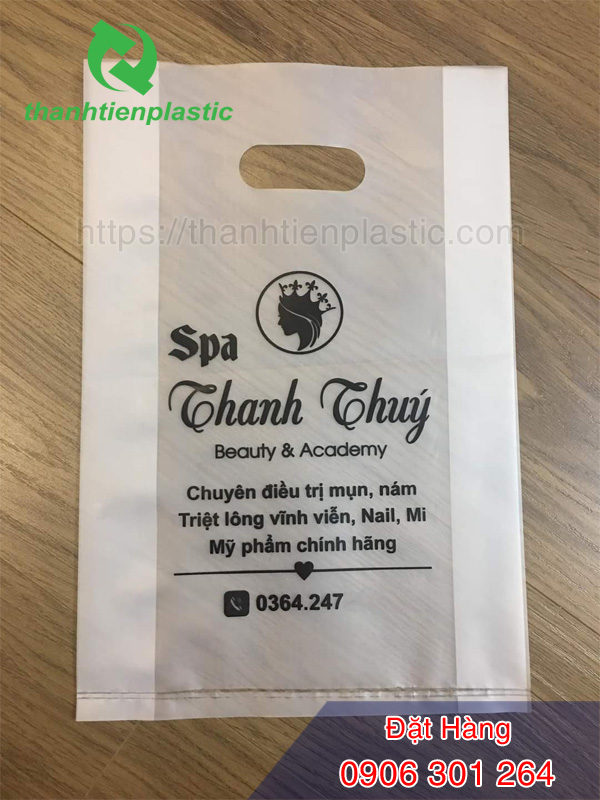 thanhtienplastic
https://thanhtienplastic.com
Spa
Thanh Thuý
Beauty & Academy
Chuyên điều trị mụn, nám
Triệt lông vĩnh viễn, Nail, Mi
Mỹ phẩm chính hãng
0364.247
Đặt Hàng
0906 301 264